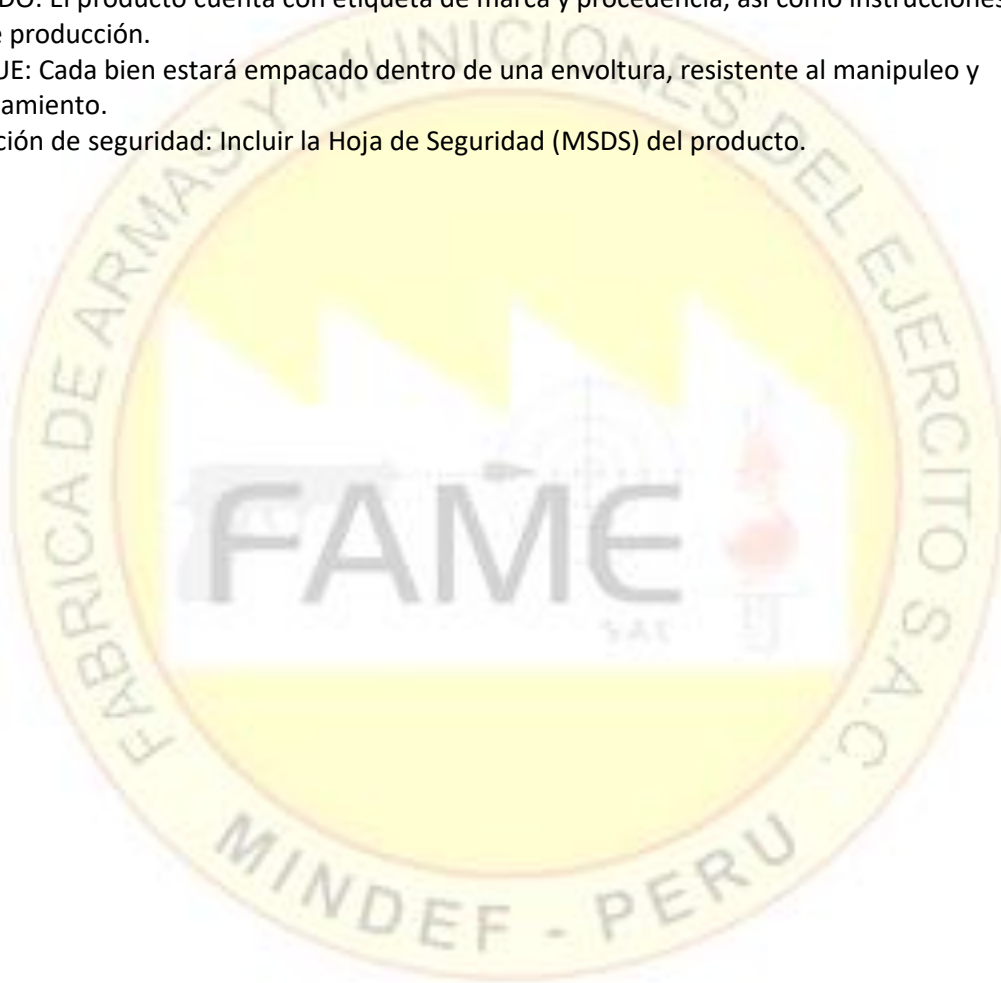 DO: El producto cuenta con etiqueta de marca y procedencia, así como instrucciones
e producción.
UE: Cada bien estará empacado dentro de una envoltura, resistente al manipuleo y
amiento.
ción de seguridad: Incluir la Hoja de Seguridad (MSDS) del producto.
FABRICA DE ARMAS Y MUNICIONES DEL EJERCITO S.A.C.
FAME
S.A.C
MINDEF - PERU